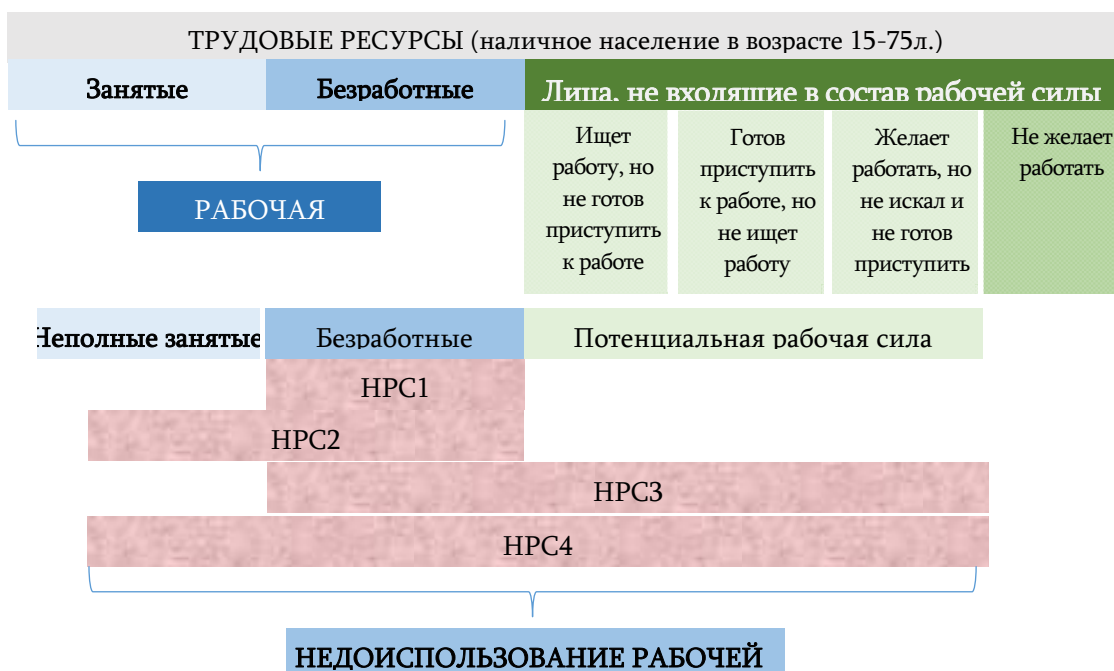 ТРУДОВЫЕ РЕСУРСЫ (наличное население в возрасте 15-75л.)
Занятые
Безработные
Лица, не входящие в состав рабочей силы
Ищет
работу, но
не готов
приступить
к работе
Готов
приступить
к работе, но
не ищет
работу
Желает
работать, но
не искал и
не готов
приступить
Не желает
работать
РАБОЧАЯ
Неполные занятые
Безработные
Потенциальная рабочая сила
НРС1
НРС2
НРС3
НРС4
НЕДОИСПОЛЬЗОВАНИЕ РАБОЧЕЙ